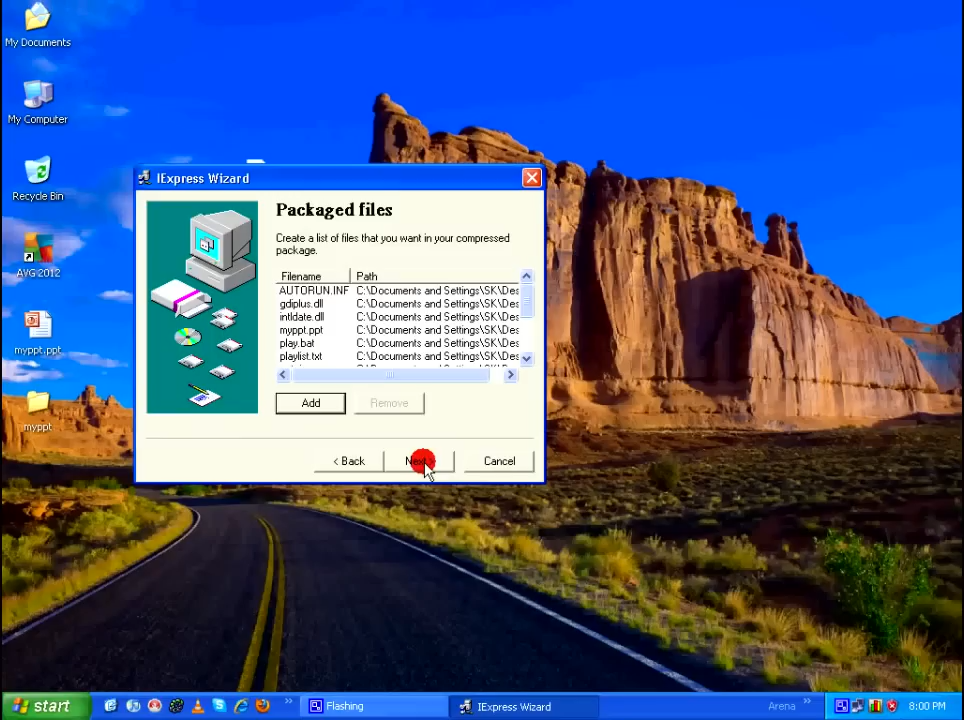 My Documents
My Computer
Recycle Bin
AVG 2012
myppt.ppt
myppt
IExpress Wizard
Packaged files
Create a list of files that you want in your compressed
package.
Filename Path
AUTORUN.INF C:\Documents and Settings\SK\Des
gdiplus.dll C:\Documents and Settings\SK\Des
intldate.dll C:\Documents and Settings\SK\Des
myppt.ppt C:\Documents and Settings\SK\Des
play.bat C:\Documents and Settings\SK\Des
playlist.txt C:\Documents and Settings\SK\Des
Add Remove
< Back Next > Cancel
start Flashing IExpress Wizard Arena 8:00 PM